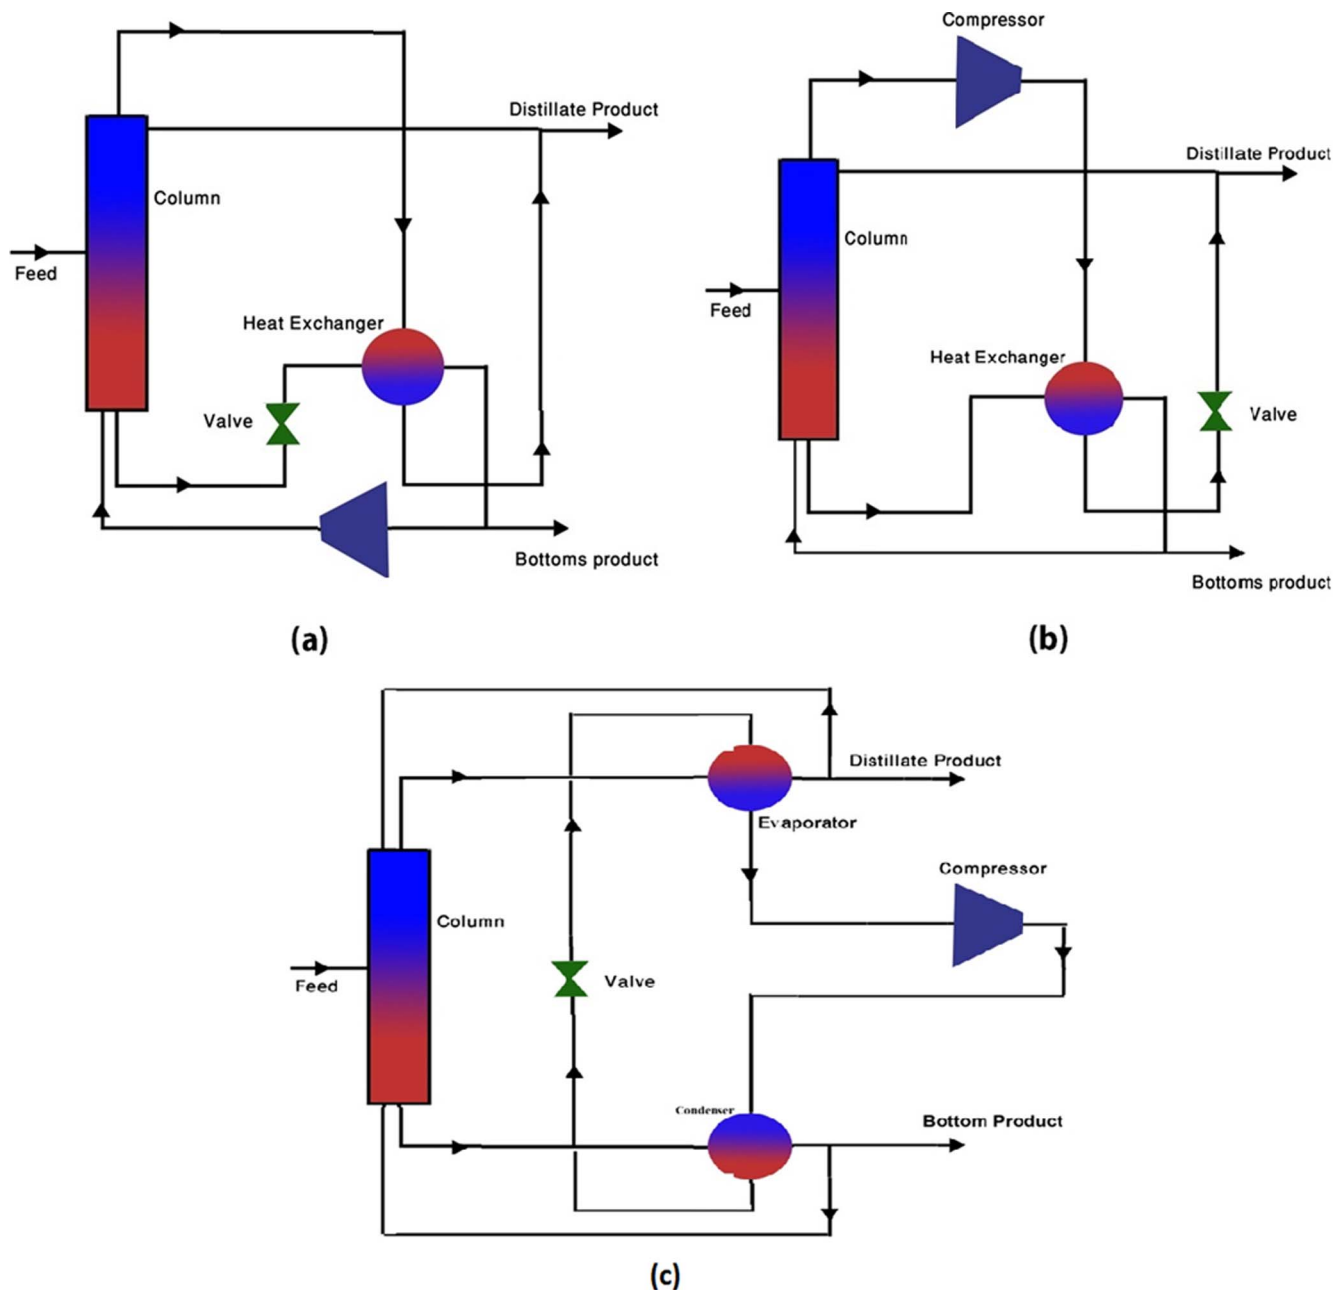 Distillate Product
Column
Feed
Heat Exchanger
Valve
Bottoms product
(a)
Compressor
Distillate Product
Column
Feed
Heat Exchanger
Valve
Bottoms product
(b)
Distillate Product
Evaporator
Compressor
Column
Feed
Valve
Condenser
Bottom Product
(c)